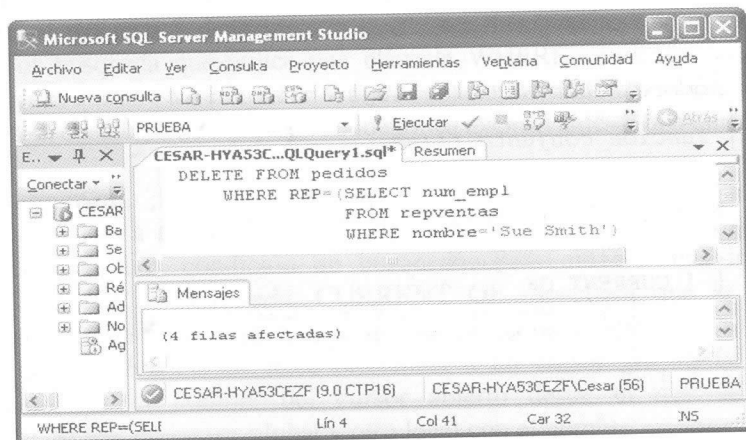 Microsoft SQL Server Management Studio
Archivo Editar Ver Consulta Proyecto Herramientas Ventana Comunidad Ayuda
Nueva consulta
PRUEBA Ejecutar Atrás
E.. CESAR-HYA53C...QLQuery1.sql* Resumen
Conectar
CESAR
Ba
Se
Ob
Ré
Ad
No
Ag
DELETE FROM pedidos
WHERE REP=(SELECT num_empl
FROM repventas
WHERE nombre='Sue Smith')
Mensajes
(4 filas afectadas)
CESAR-HYA53CEZF (9.0 CTP16) CESAR-HYA53CEZF\Cesar (56) PRUEBA
WHERE REP=(SELE Lín 4 Col 41 Car 32 INS